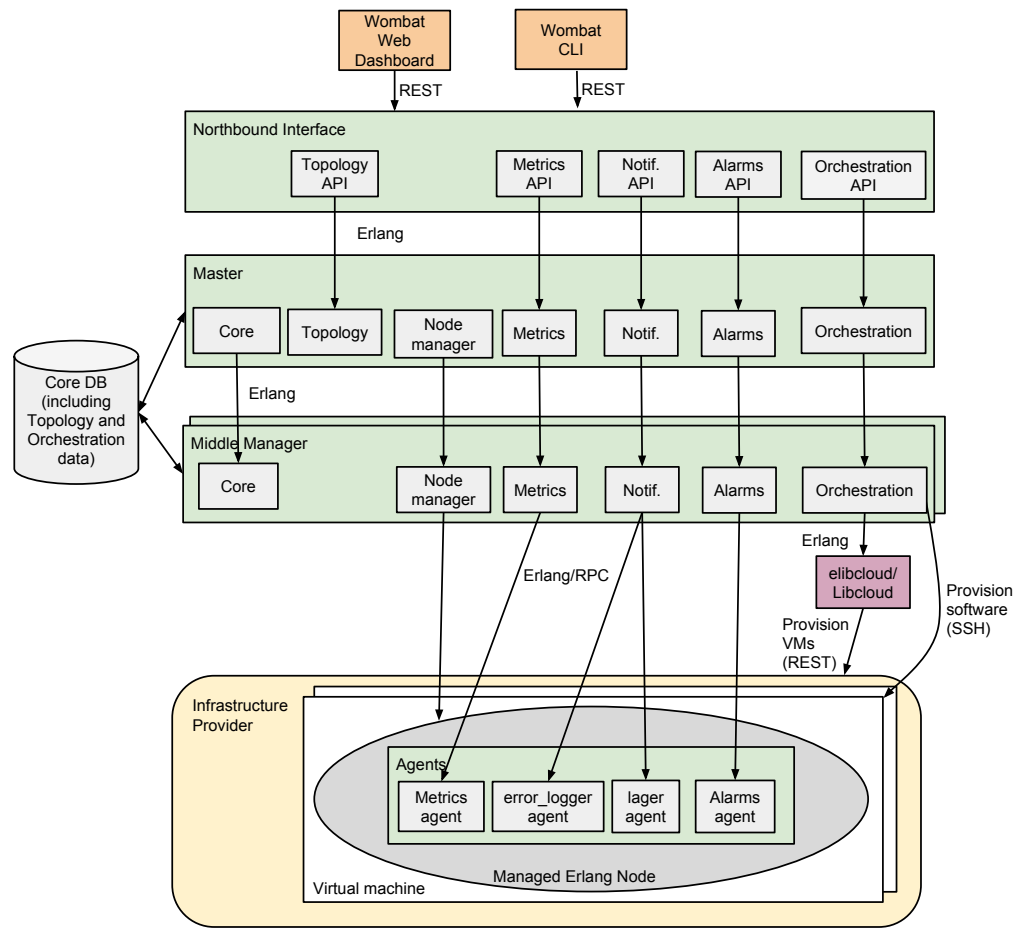 Wombat
Web
Dashboard
Wombat
CLI
REST
REST
Northbound Interface
Topology
API
Metrics
API
Notif.
API
Alarms
API
Orchestration
API
Erlang
Master
Core
Topology
Node
manager
Metrics
Notif.
Alarms
Orchestration
Core DB
(including
Topology and
Orchestration
data)
Erlang
Middle Manager
Core
Node
manager
Metrics
Notif.
Alarms
Orchestration
Erlang
Erlang/RPC
elibcloud/
Libcloud
Provision
software
(SSH)
Provision
VMs
(REST)
Infrastructure
Provider
Agents
Metrics
agent
error_logger
agent
lager
agent
Alarms
agent
Managed Erlang Node
Virtual machine